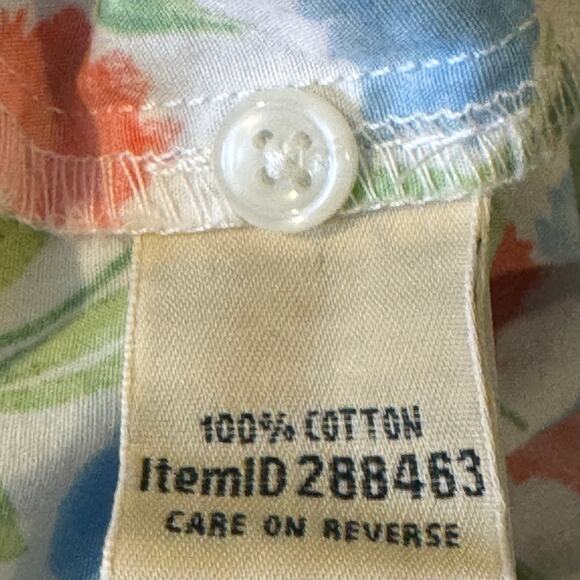 100% COTTON
ItemID 288463
CARE ON REVERSE